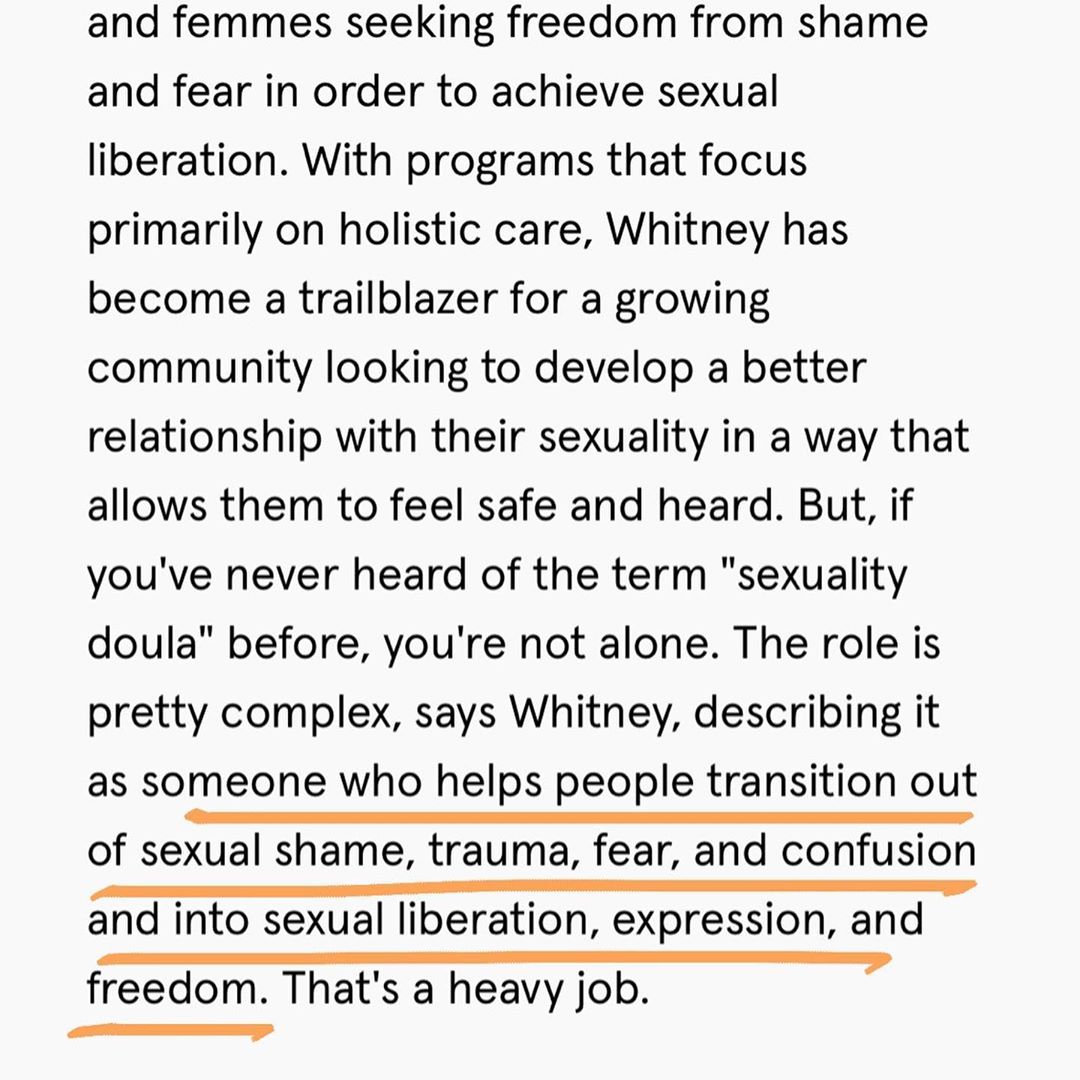 and femmes seeking freedom from shame
and fear in order to achieve sexual
liberation. With programs that focus
primarily on holistic care, Whitney has
become a trailblazer for a growing
community looking to develop a better
relationship with their sexuality in a way that
allows them to feel safe and heard. But, if
you've never heard of the term "sexuality
doula" before, you're not alone. The role is
pretty complex, says Whitney, describing it
as someone who helps people transition out
of sexual shame, trauma, fear, and confusion
and into sexual liberation, expression, and
freedom. That's a heavy job.